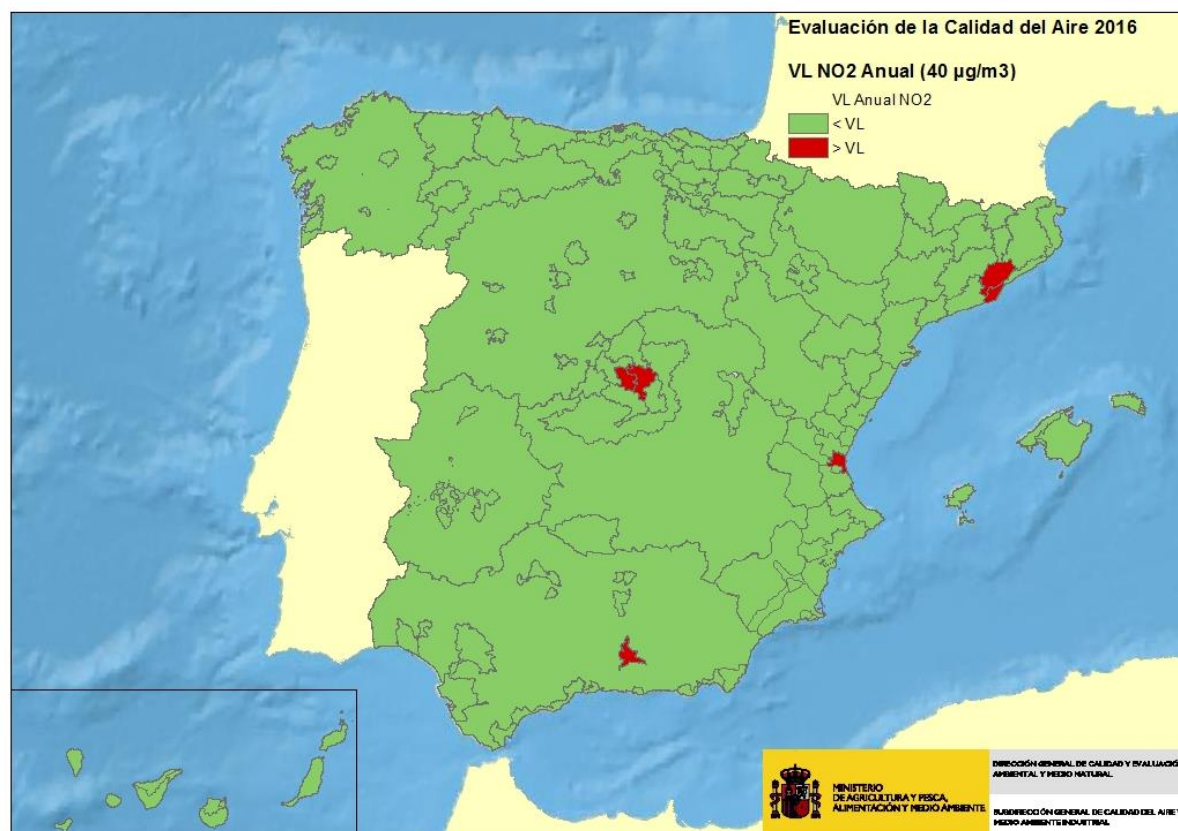 Evaluación de la Calidad del Aire 2016
VL NO2 Anual (40 µg/m3)
VL Anual NO2
< VL
> VL
MINISTERIO
DE AGRICULTURA Y PESCA,
ALIMENTACIÓN Y MEDIO AMBIENTE
DIRECCIÓN GENERAL DE CALIDAD Y EVALUACIÓ
AMBIENTAL Y MEDIO NATURAL
SUBDIRECCIÓN GENERAL DE CALIDAD DEL AIRE Y
MEDIO AMBIENTE INDUSTRIAL